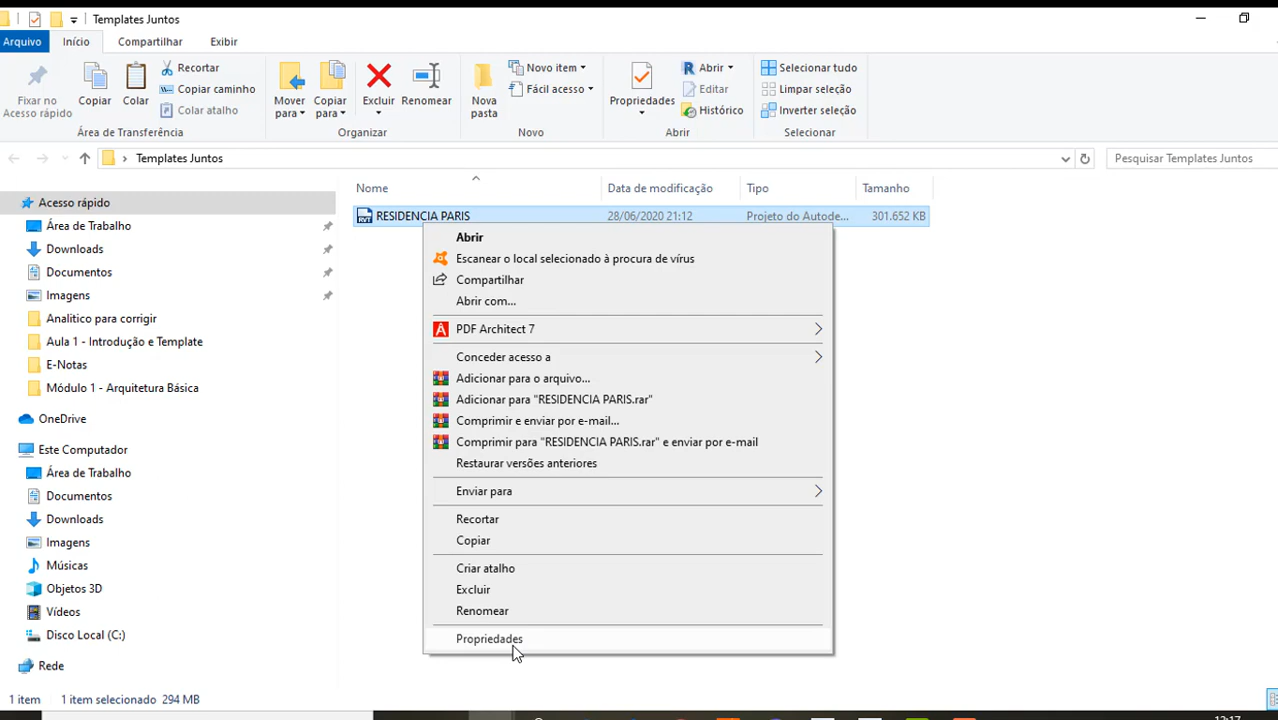 Templates Juntos
Arquivo Início Compartilhar Exibir
Fixar no Acesso rápido
Copiar
Colar
Recortar
Copiar caminho
Colar atalho
Área de Transferência
Mover para
Copiar para
Excluir
Renomear
Organizar
Nova pasta
Novo item
Fácil acesso
Novo
Propriedades
Abrir
Editar
Histórico
Abrir
Selecionar tudo
Limpar seleção
Inverter seleção
Selecionar
Templates Juntos
Pesquisar Templates Juntos
Acesso rápido
Área de Trabalho
Downloads
Documentos
Imagens
Analitico para corrigir
Aula 1 - Introdução e Template
E-Notas
Módulo 1 - Arquitetura Básica
OneDrive
Este Computador
Área de Trabalho
Documentos
Downloads
Imagens
Músicas
Objetos 3D
Vídeos
Disco Local (C:)
Rede
Nome Data de modificação Tipo Tamanho
RESIDENCIA PARIS 28/06/2020 21:12 Projeto do Autode... 301.652 KB
Abrir
Escanear o local selecionado à procura de vírus
Compartilhar
Abrir com...
PDF Architect 7
Conceder acesso a
Adicionar para o arquivo...
Adicionar para "RESIDENCIA PARIS.rar"
Comprimir e enviar por e-mail...
Comprimir para "RESIDENCIA PARIS.rar" e enviar por e-mail
Restaurar versões anteriores
Enviar para
Recortar
Copiar
Criar atalho
Excluir
Renomear
Propriedades
1 item 1 item selecionado 294 MB